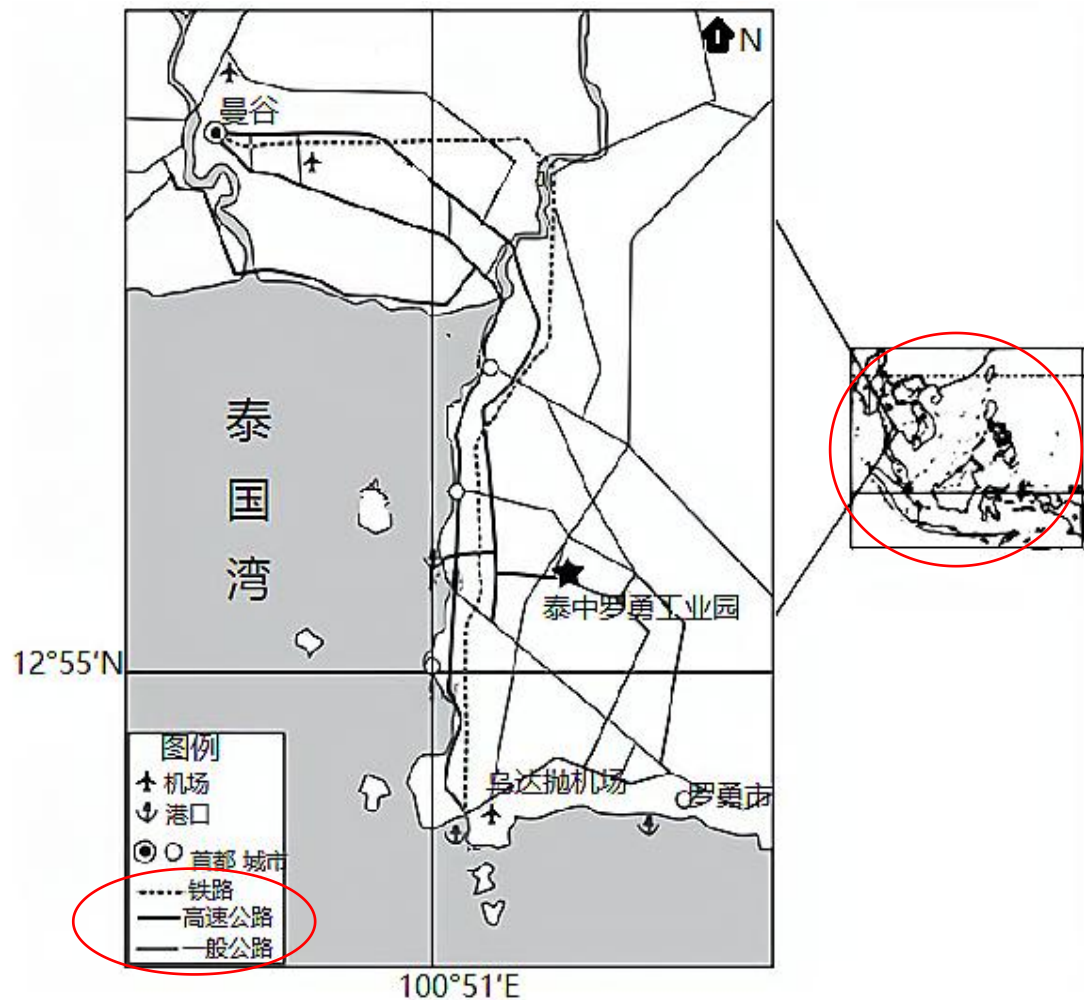 N
曼谷
泰
国
湾
泰中罗勇工业园
12°55′N
图例
机场
港口
首都 城市
铁路
高速公路
一般公路
乌达抛机场
罗勇市
100°51′E